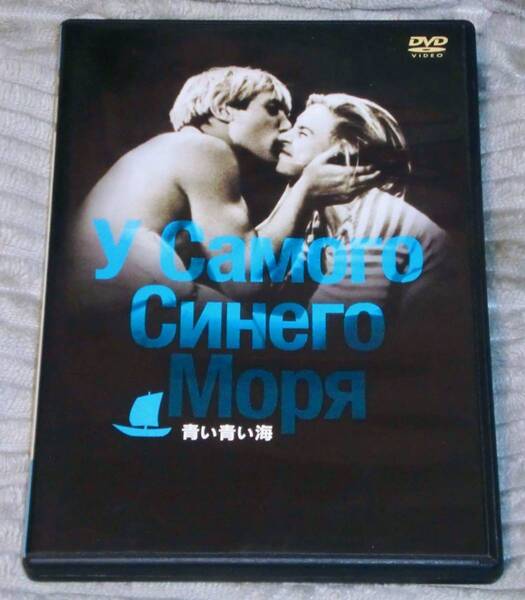 DVD
VIDEO
У Самого
Синего
Моря
青い青い海